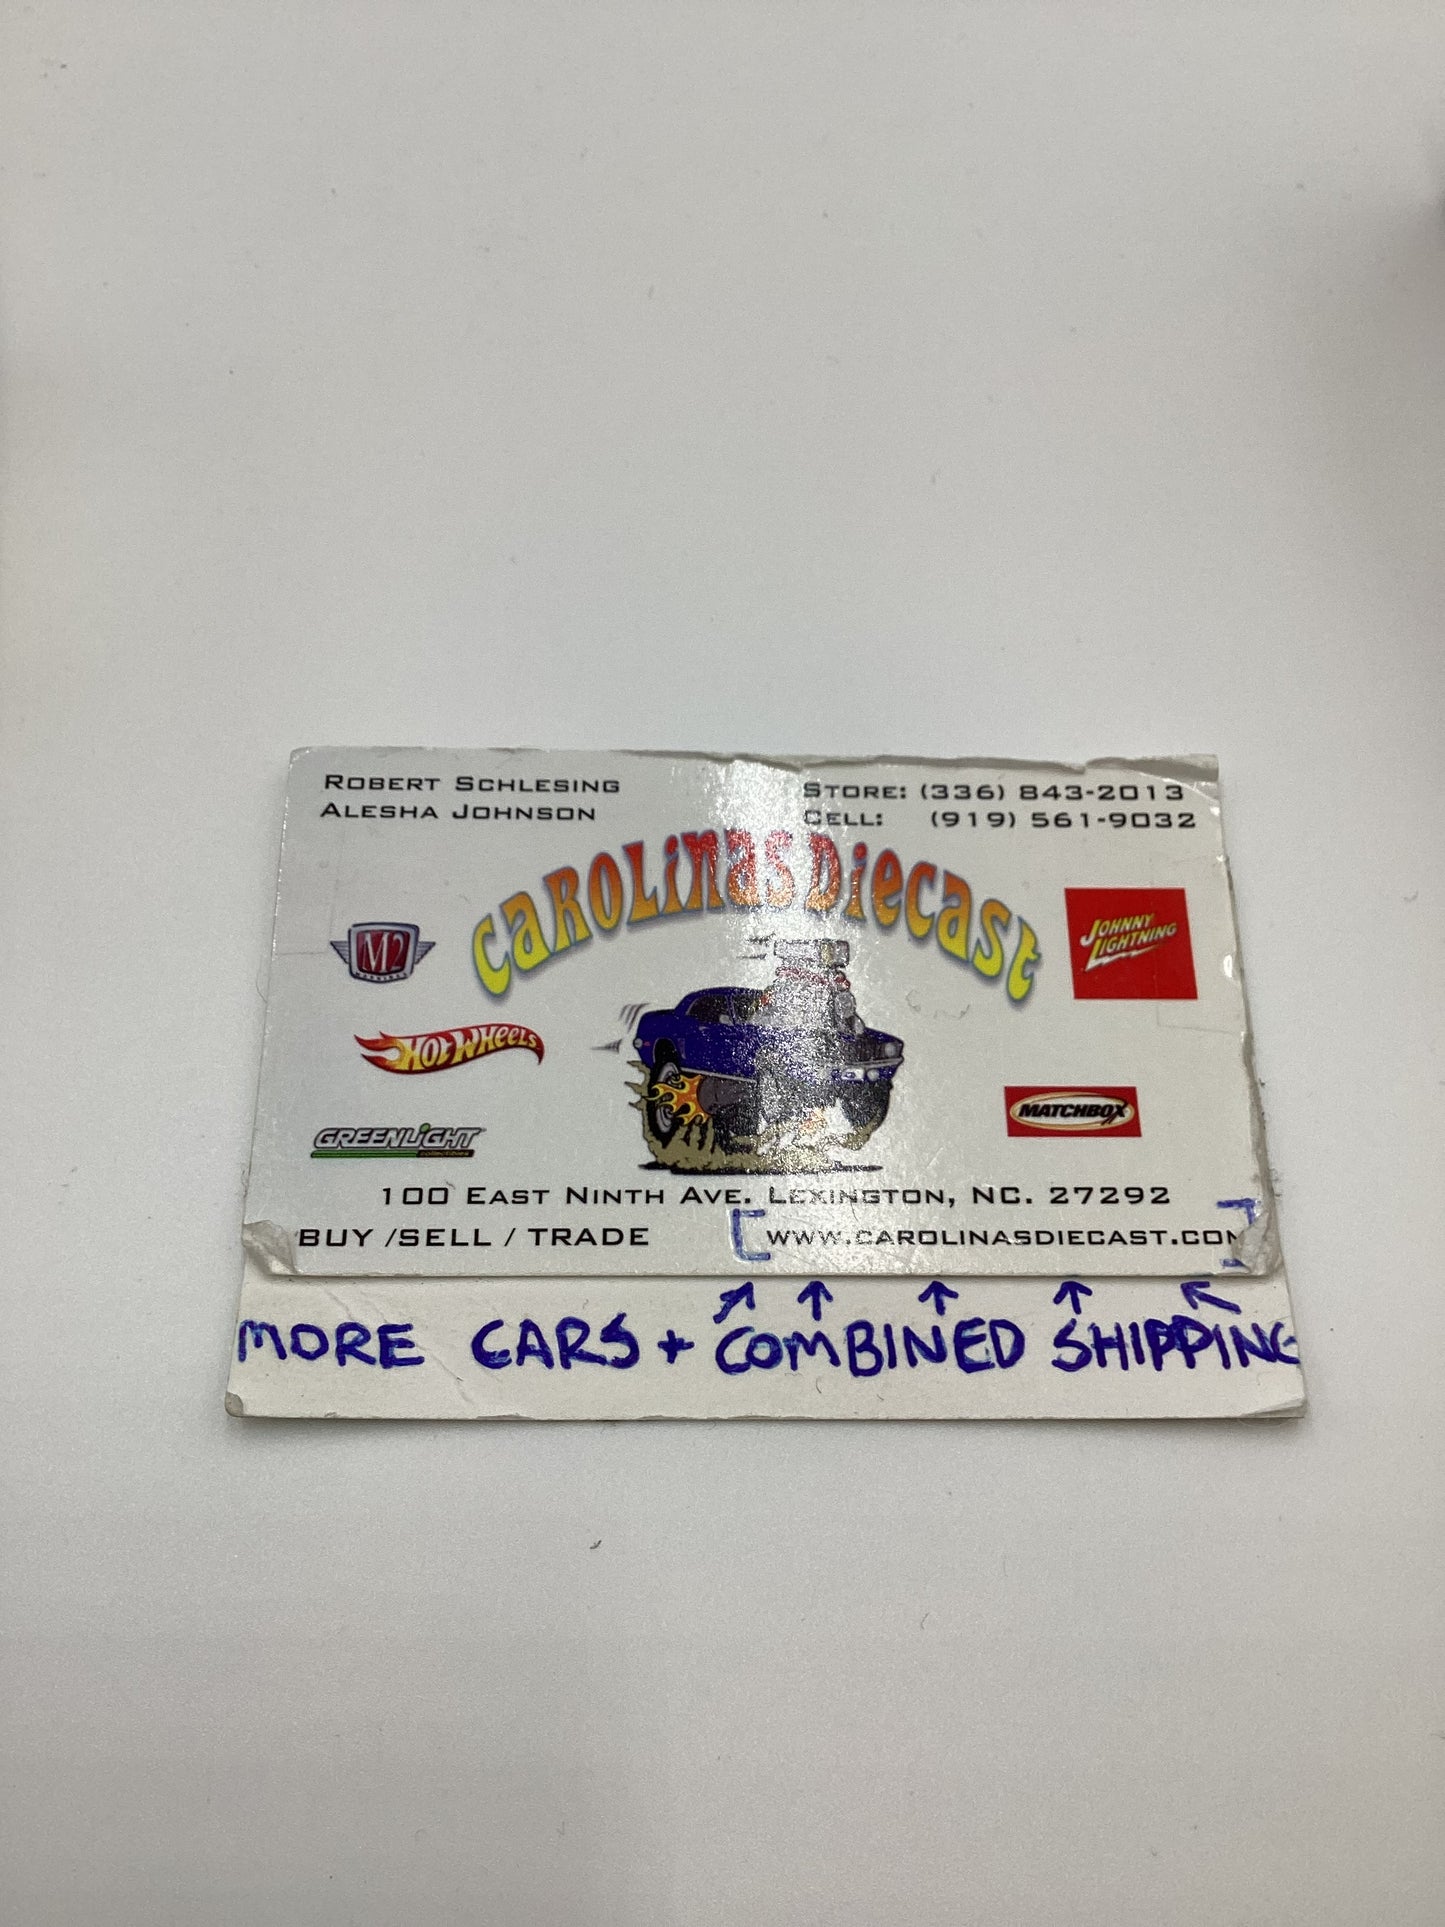 ROBERT SCHLESING
ALESHA JOHNSON
STORE: (336) 843-2013
CELL: (919) 561-9032
CAROLINAS DIECAST
M2
MACHINES
JOHNNY
LIGHTNING
HOT WHEELS
MATCHBOX
GREENLIGHT
collectibles
100 EAST NINTH AVE. LEXINGTON, NC. 27292
BUY /SELL / TRADE
[WWW.CAROLINASDIECAST.COM]
MORE CARS + COMBINED SHIPPING